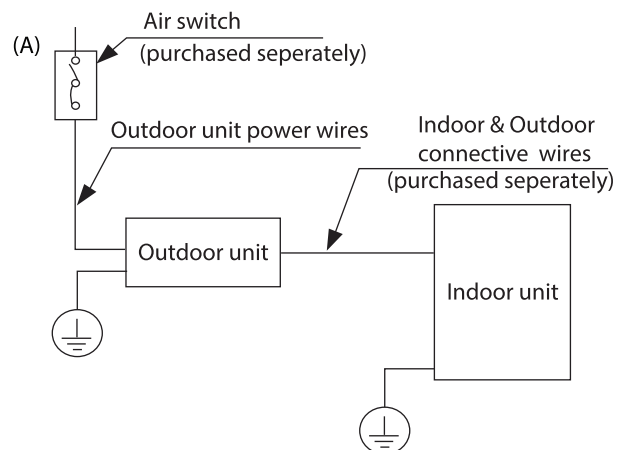 (A)
Air switch
(purchased seperately)
Outdoor unit power wires
Indoor & Outdoor
connective wires
(purchased seperately)
Outdoor unit
Indoor unit